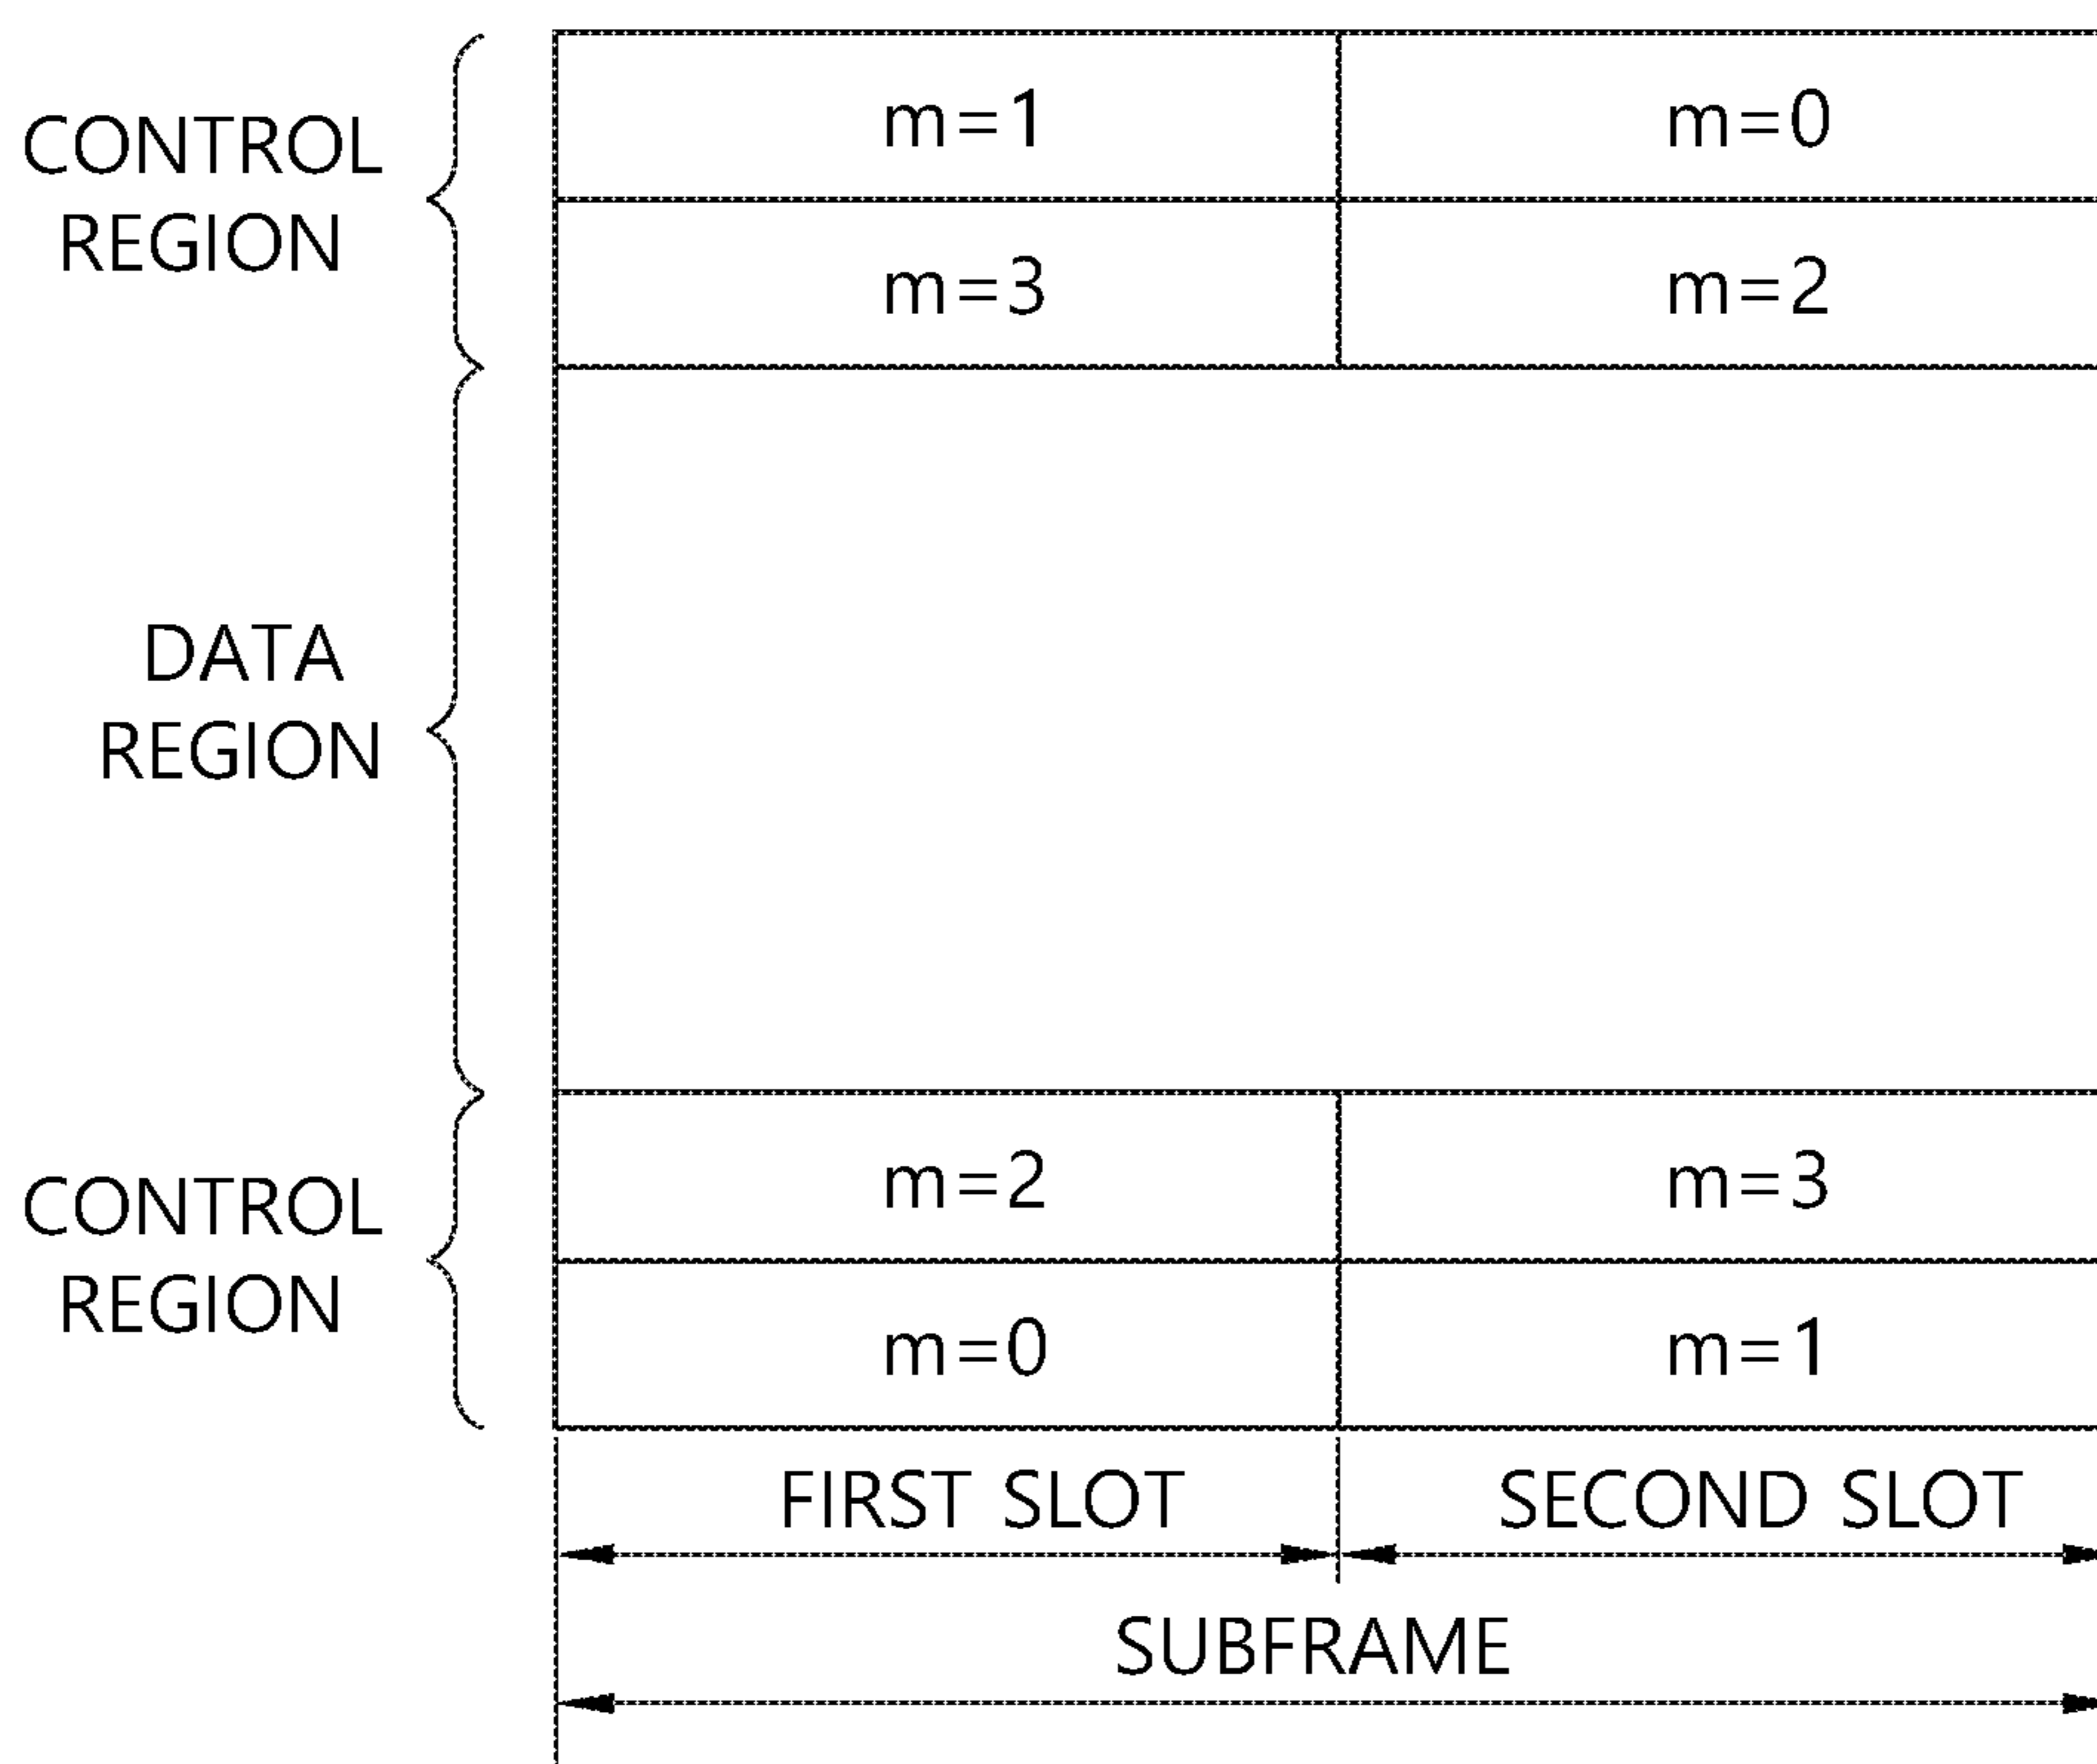 m=1 m=0
CONTROL
REGION
m=3 m=2
DATA
REGION
m=2 m=3
CONTROL
REGION
m=0 m=1
FIRST SLOT SECOND SLOT
SUBFRAME